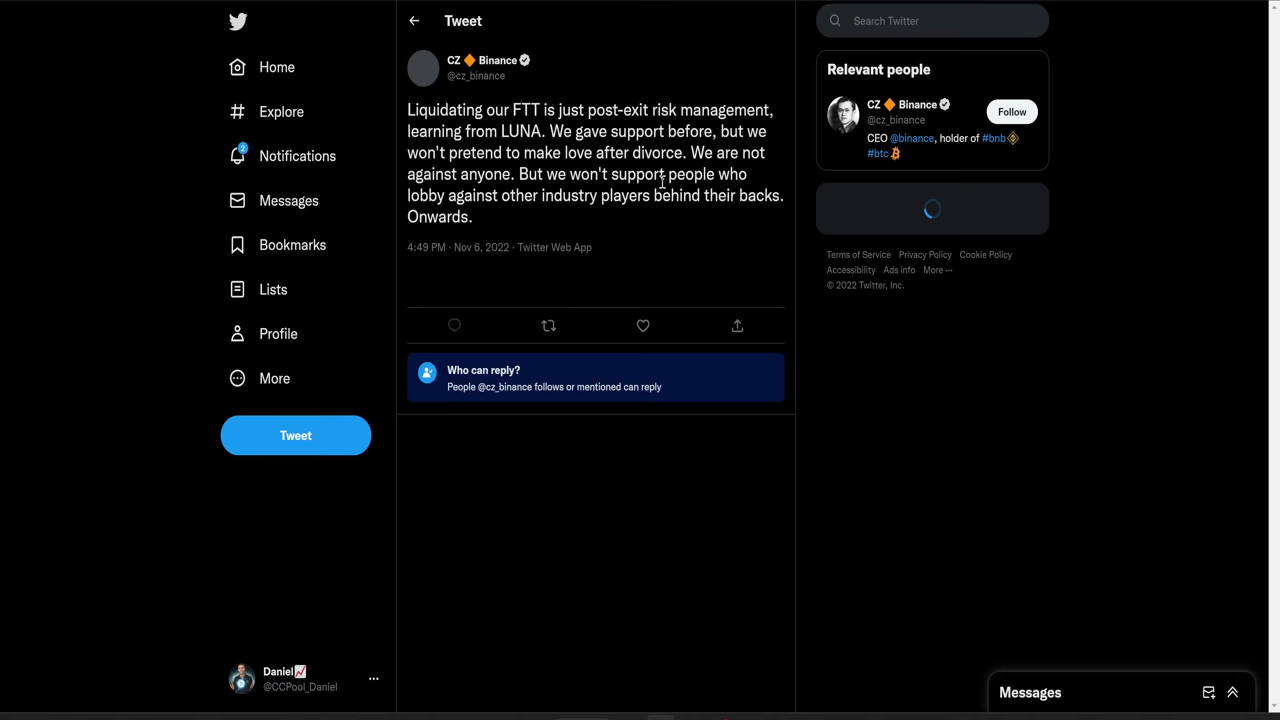 Home
Explore
2
Notifications
Messages
Bookmarks
Lists
Profile
More
Tweet
Daniel
@CCPool_Daniel
Tweet
CZ Binance
@cz_binance
Liquidating our FTT is just post-exit risk management,
learning from LUNA. We gave support before, but we
won't pretend to make love after divorce. We are not
against anyone. But we won't support people who
lobby against other industry players behind their backs.
Onwards.
4:49 PM · Nov 6, 2022 · Twitter Web App
Who can reply?
People @cz_binance follows or mentioned can reply
Search Twitter
Relevant people
CZ Binance
@cz_binance
Follow
CEO @binance, holder of #bnb
#btc
Terms of Service Privacy Policy Cookie Policy
Accessibility Ads info More ···
© 2022 Twitter, Inc.
Messages